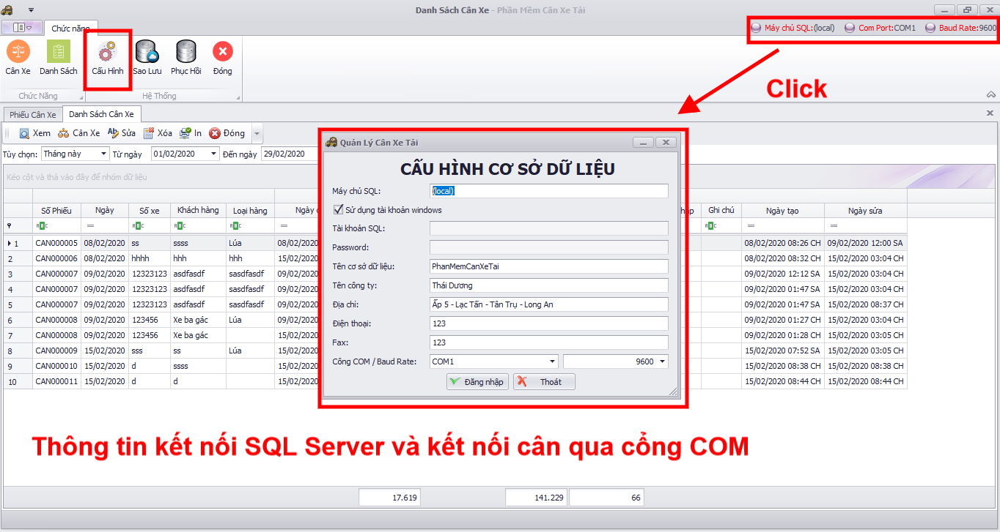 Danh Sách Cân Xe - Phần Mềm Cân Xe Tải
Chức năng
Máy chủ SQL:(local) Com Port:COM1 Baud Rate:9600
Cân Xe Danh Sách Cấu Hình Sao Lưu Phục Hồi Đóng
Chức Năng Hệ Thống
Click
Phiếu Cân Xe Danh Sách Cân Xe
Xem Cân Xe Sửa Xóa In Đóng
Tùy chọn: Tháng này Từ ngày 01/02/2020 Đến ngày 29/02/2020
Kéo cột và thả vào đây để nhóm dữ liệu
Số Phiếu Ngày Số xe Khách hàng Loại hàng Ngày Ghi chú Ngày tạo Ngày sửa
1 CAN000005 08/02/2020 ss ssss Lúa 08/02/2020 08/02/2020 08:26 CH 09/02/2020 12:00 SA
2 CAN000006 08/02/2020 hhhh hhh hhh 15/02/2020 08/02/2020 08:32 CH 15/02/2020 03:04 CH
3 CAN000007 09/02/2020 12323123 asdfasdf sasdfasdf 09/02/2020 09/02/2020 12:12 SA 15/02/2020 03:04 CH
4 CAN000007 09/02/2020 12323123 asdfasdf sasdfasdf 09/02/2020 09/02/2020 01:47 SA 15/02/2020 03:04 CH
5 CAN000007 09/02/2020 12323123 asdfasdf sasdfasdf 09/02/2020 09/02/2020 01:47 SA 15/02/2020 08:37 CH
6 CAN000008 09/02/2020 123456 Xe ba gác Lúa 09/02/2020 09/02/2020 01:27 CH 15/02/2020 03:04 CH
7 CAN000008 09/02/2020 123456 Xe ba gác 15/02/2020 09/02/2020 01:28 CH 15/02/2020 03:05 CH
8 CAN000009 15/02/2020 sss ss Lúa 15/02/2020 15/02/2020 07:52 SA 15/02/2020 03:05 CH
9 CAN000010 15/02/2020 d ssss 15/02/2020 15/02/2020 08:38 CH 15/02/2020 08:38 CH
10 CAN000011 15/02/2020 d d 15/02/2020 15/02/2020 08:44 CH 15/02/2020 08:44 CH
Quản Lý Cân Xe Tải
CẤU HÌNH CƠ SỞ DỮ LIỆU
Máy chủ SQL: (local)
Sử dụng tài khoản windows
Tài khoản SQL:
Password:
Tên cơ sở dữ liệu: PhanMemCanXeTai
Tên công ty: Thái Dương
Địa chỉ: Ấp 5 - Lạc Tấn - Tân Trụ - Long An
Điện thoại: 123
Fax: 123
Cổng COM / Baud Rate: COM1 9600
Đăng nhập Thoát
Thông tin kết nối SQL Server và kết nối cân qua cổng COM
17.619 141.229 66